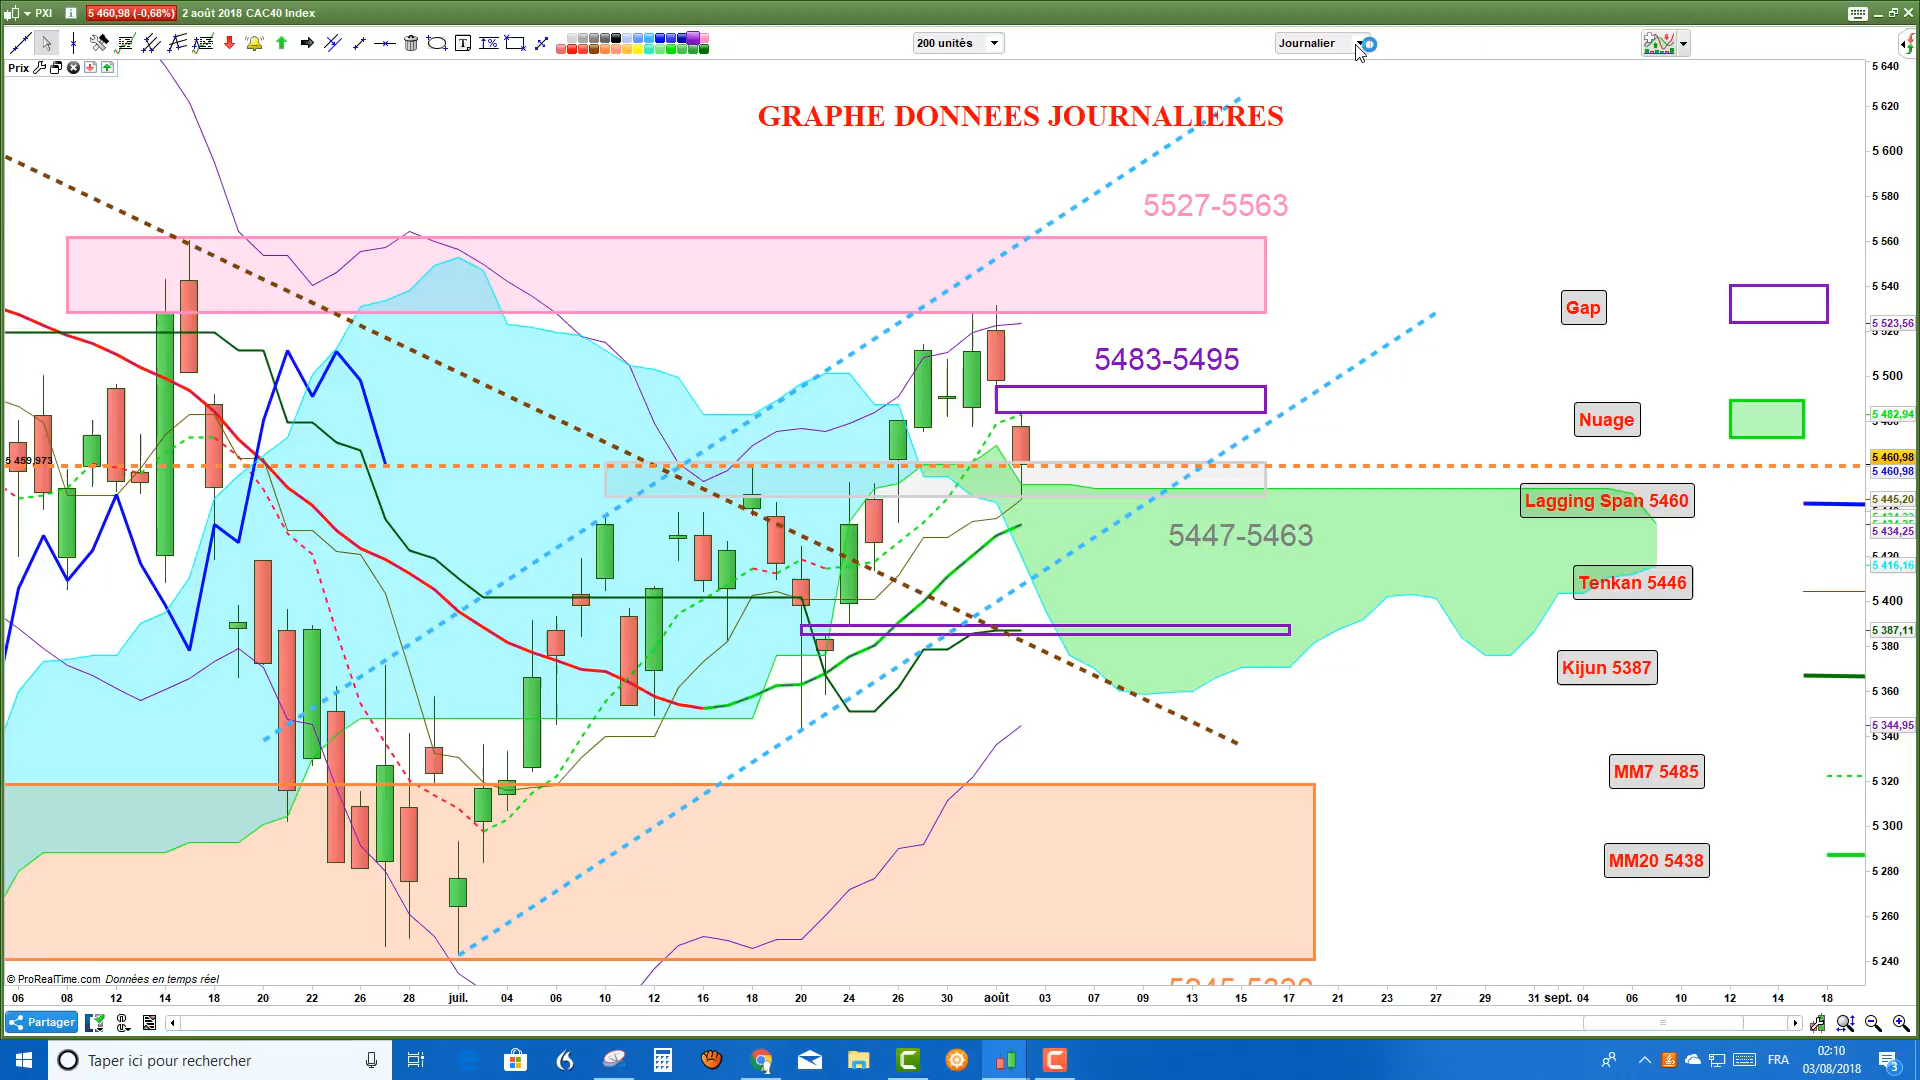 PXI 5 460,98 (-0,68%) 2 août 2018 CAC40 Index
200 unités
Journalier
Prix
GRAPHE DONNEES JOURNALIERES
5527-5563
5483-5495
5447-5463
5 459,973
Gap
Nuage
Lagging Span 5460
Tenkan 5446
Kijun 5387
MM7 5485
MM20 5438
5 640
5 620
5 600
5 580
5 560
5 540
5 523,56
5 500
5 482,94
5 460,98
5 460,98
5 445,20
5 434,25
5 416,16
5 400
5 387,11
5 380
5 360
5 344,95
5 340
5 320
5 300
5 280
5 260
5 240
© ProRealTime.com Données en temps réel
06 08 12 14 18 20 22 26 28 juil. 04 06 10 12 16 18 20 24 26 30 août 03 07 09 13 15 17 21 23 27 29 31 sept. 04 06 10 12 14 18
Partager
Taper ici pour rechercher
FRA
02:10
03/08/2018
3